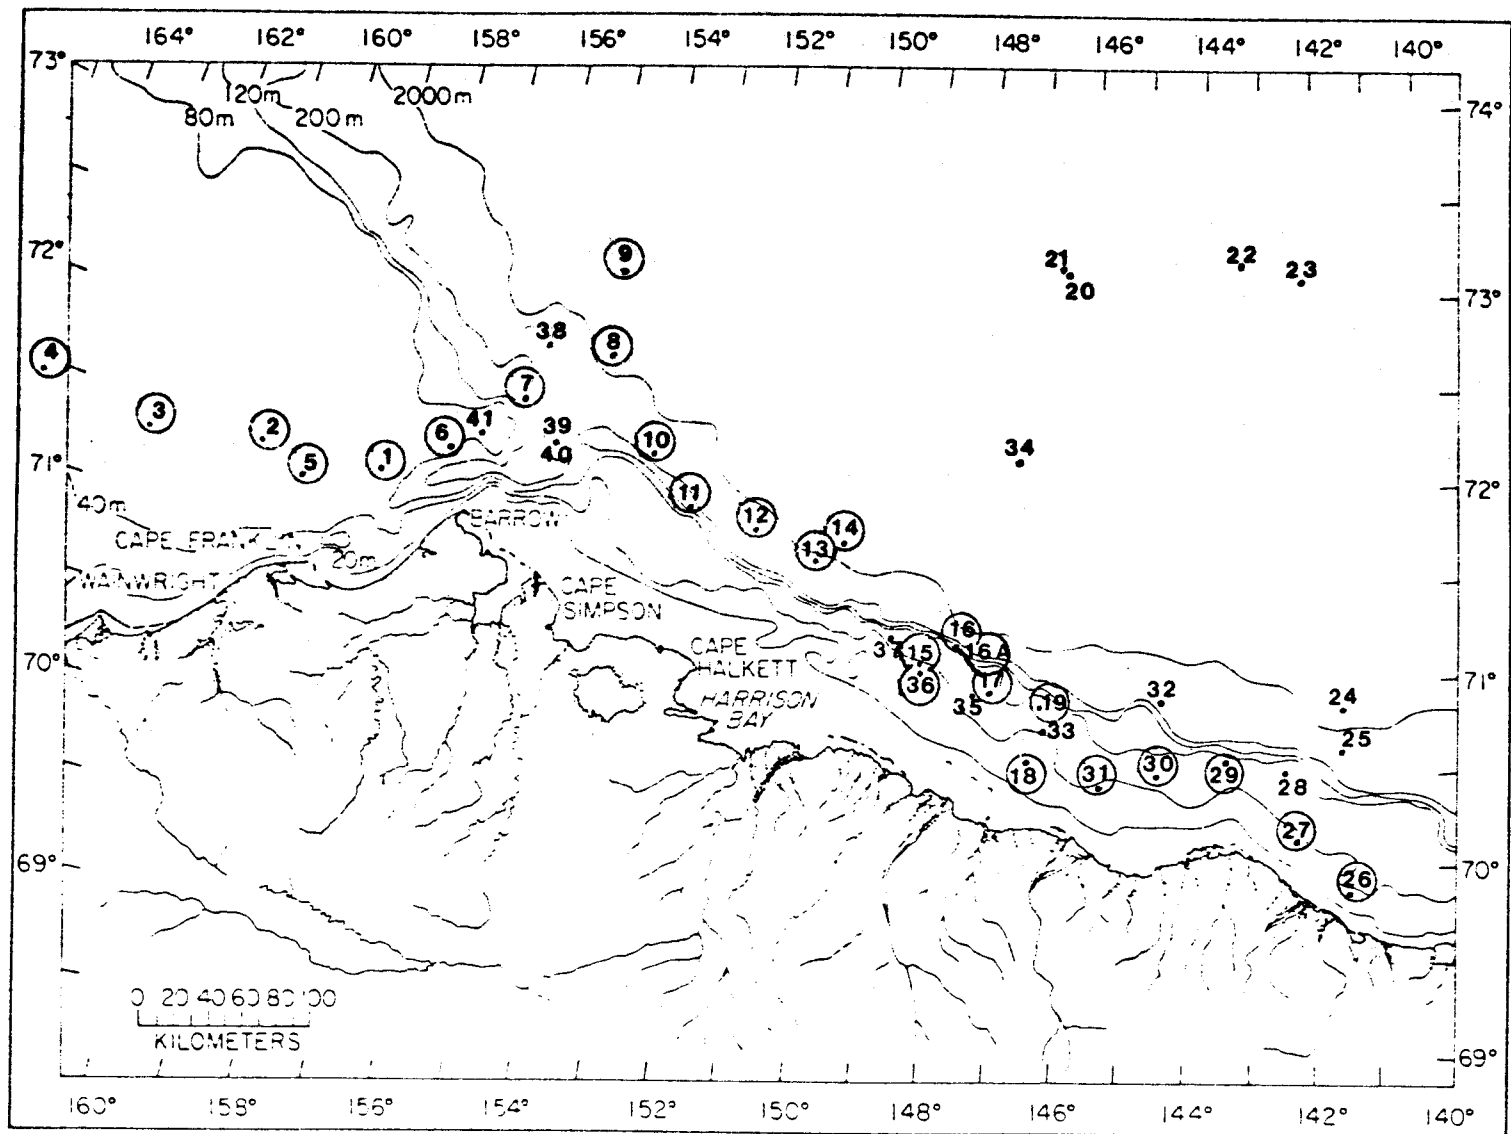 164° 162° 160° 158° 156° 154° 152° 150° 148° 146° 144° 142° 140°
73°
120m
80m
200m
2000m
74°
72°
9
21
20
22
23
73°
38
8
4
7
3
2
5
1
6
41
39
40
10
34
71°
72°
11
12
13
14
40m
BARROW
CAPE FRANKLIN
20m
WAINWRIGHT
CAPE
SIMPSON
70°
CAPE
HALKETT
HARRISON
BAY
37
15
16
16A
36
17
35
19
33
32
24
25
71°
18
31
30
29
28
27
26
69°
70°
0 20 40 60 80 100
KILOMETERS
69°
160° 158° 156° 154° 152° 150° 148° 146° 144° 142° 140°